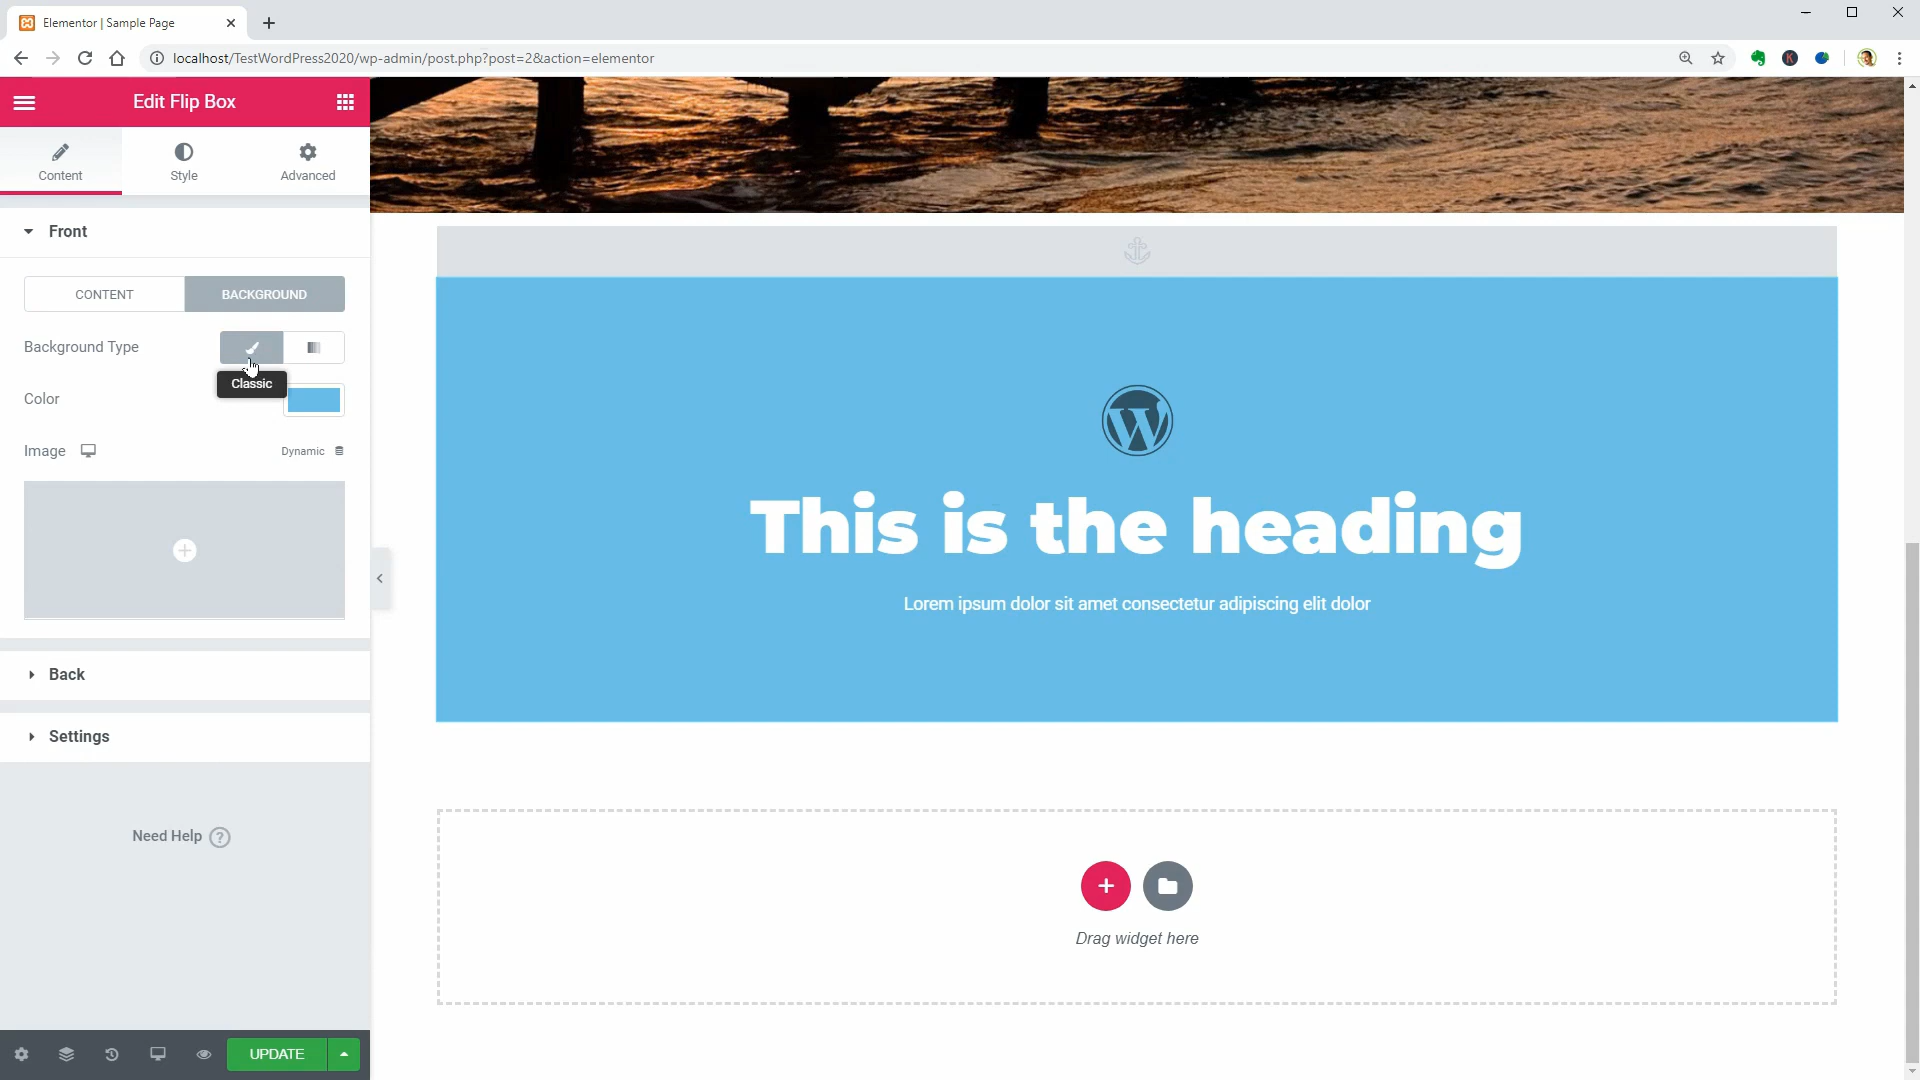 Elementor | Sample Page
localhost/TestWordPress2020/wp-admin/post.php?post=2&action=elementor
K
Edit Flip Box
Content
Style
Advanced
Front
CONTENT
BACKGROUND
Background Type
Classic
Color
Image
Dynamic
Back
Settings
Need Help ?
UPDATE
W
This is the heading
Lorem ipsum dolor sit amet consectetur adipiscing elit dolor
Drag widget here